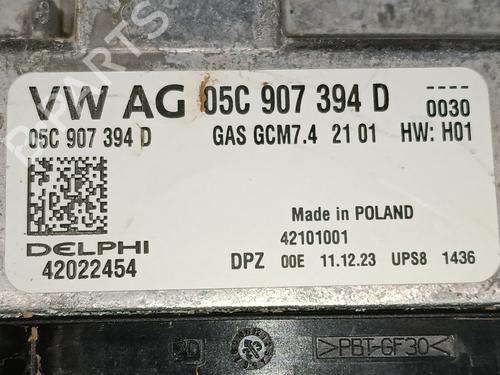 VW AG 05C 907 394 D
----
0030
05C 907 394 D GAS GCM7.4 21 01 HW: H01
Made in POLAND
DELPHI 42101001
42022454 DPZ 00E 11.12.23 UPS8 1436
>PBT-GF30<